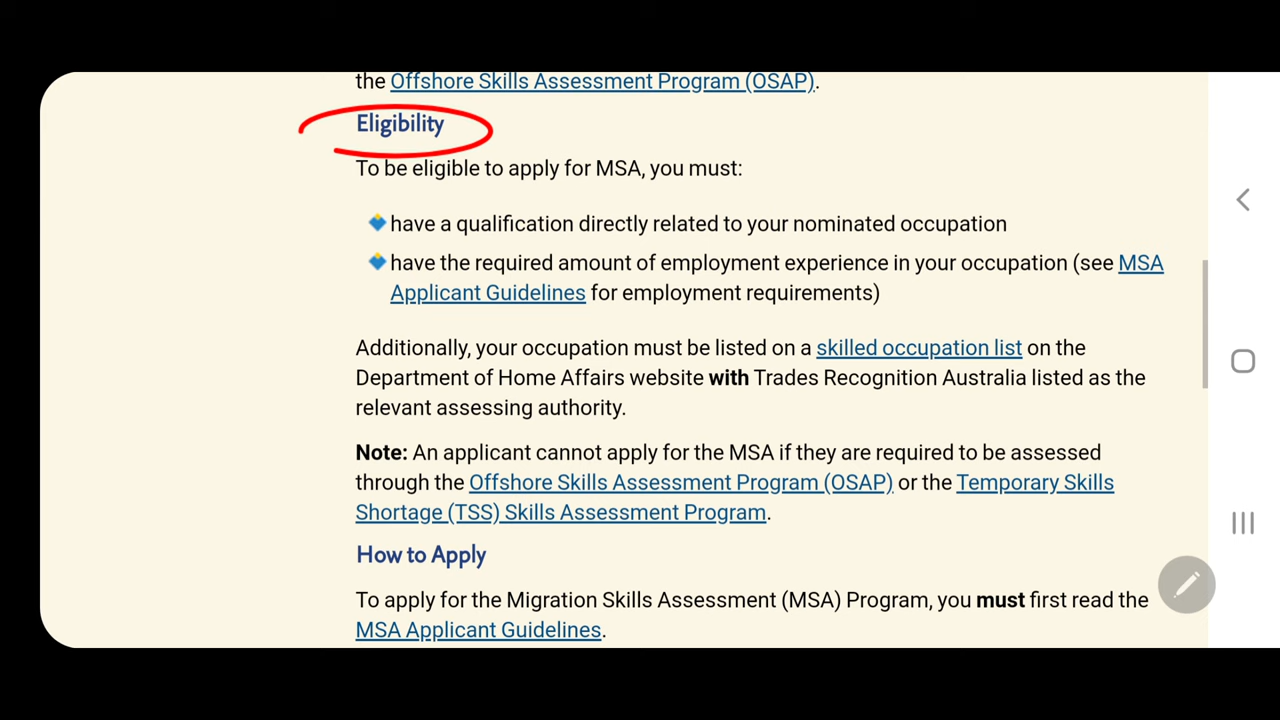 the Offshore Skills Assessment Program (OSAP).
Eligibility
To be eligible to apply for MSA, you must:
have a qualification directly related to your nominated occupation
have the required amount of employment experience in your occupation (see MSA
Applicant Guidelines for employment requirements)
Additionally, your occupation must be listed on a skilled occupation list on the
Department of Home Affairs website with Trades Recognition Australia listed as the
relevant assessing authority.
Note: An applicant cannot apply for the MSA if they are required to be assessed
through the Offshore Skills Assessment Program (OSAP) or the Temporary Skills
Shortage (TSS) Skills Assessment Program.
How to Apply
To apply for the Migration Skills Assessment (MSA) Program, you must first read the
MSA Applicant Guidelines.